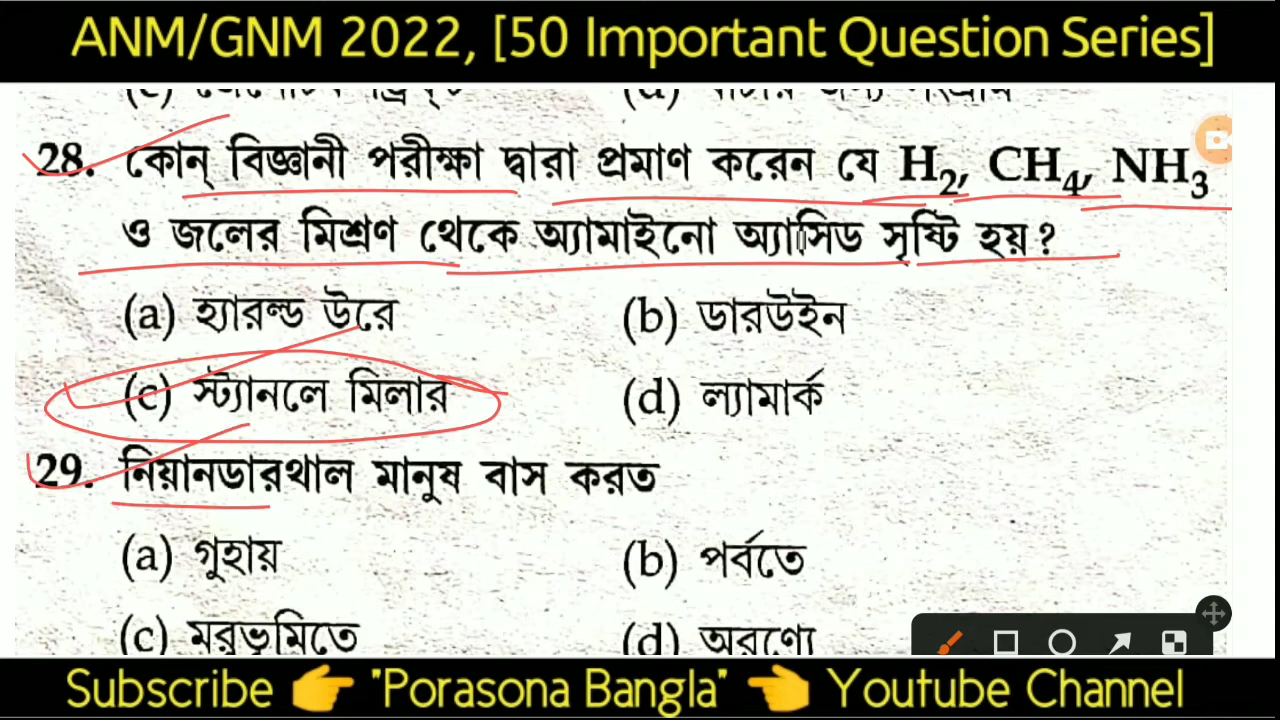 ANM/GNM 2022, [50 Important Question Series]
28. কোন্ বিজ্ঞানী পরীক্ষা দ্বারা প্রমাণ করেন যে H₂, CH₄, NH₃
ও জলের মিশ্রণ থেকে অ্যামাইনো অ্যাসিড সৃষ্টি হয়?
(a) হ্যারল্ড উরে (b) ডারউইন
(c) স্ট্যানলে মিলার (d) ল্যামার্ক
29. নিয়ানডারথাল মানুষ বাস করত
(a) গুহায় (b) পর্বতে
(c) মরুভূমিতে (d) অরণ্যে
Subscribe 👉 "Porasona Bangla" 👈 Youtube Channel